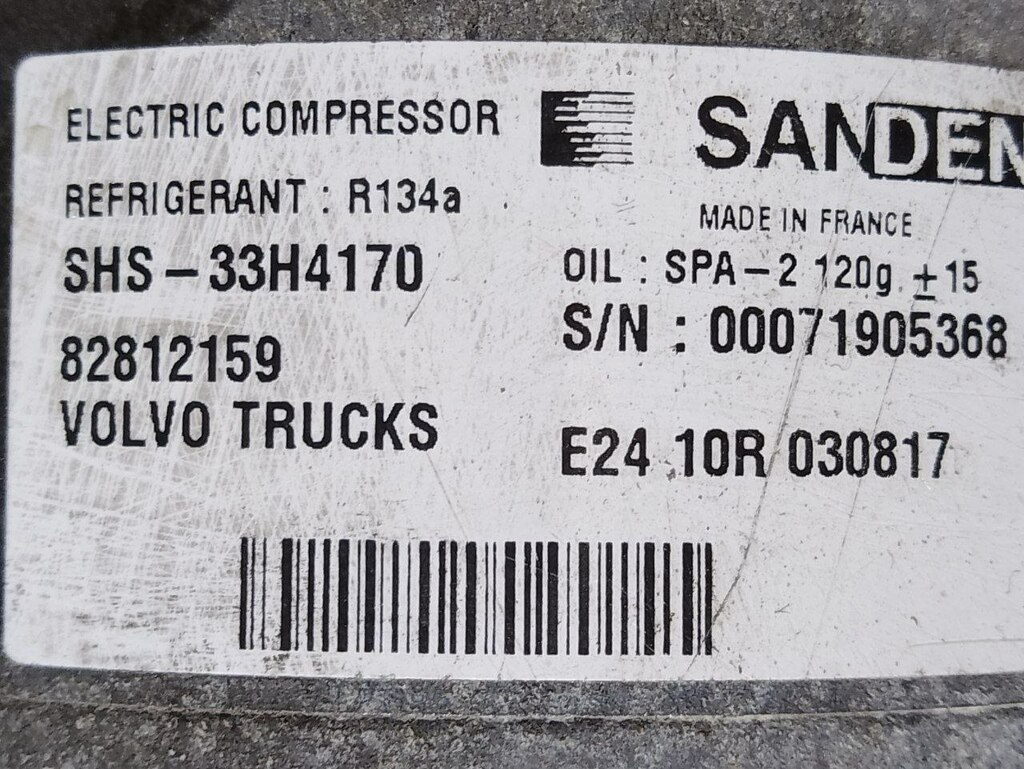 ELECTRIC COMPRESSOR
SANDEN
REFRIGERANT : R134a
MADE IN FRANCE
SHS-33H4170
OIL : SPA-2 120g ±15
S/N : 00071905368
82812159
VOLVO TRUCKS
E24 10R 030817